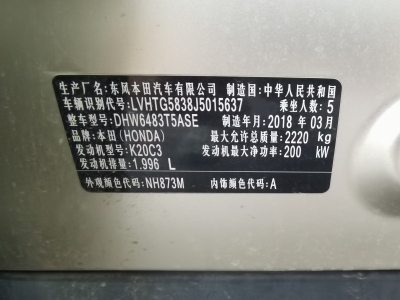 生产厂名:东风本田汽车有限公司 制造国:中华人民共和国
车辆识别代号:LVHTG5838J5015637 乘坐人数:5
整车型号:DHW6483T5ASE 制造年月:2018 年 03月
品牌:本田(HONDA) 最大允许总质量:2220 kg
发动机型号:K20C3 发动机最大净功率:200 kW
发动机排量:1.996 L
外观颜色代码:NH873M 内饰颜色代码:A